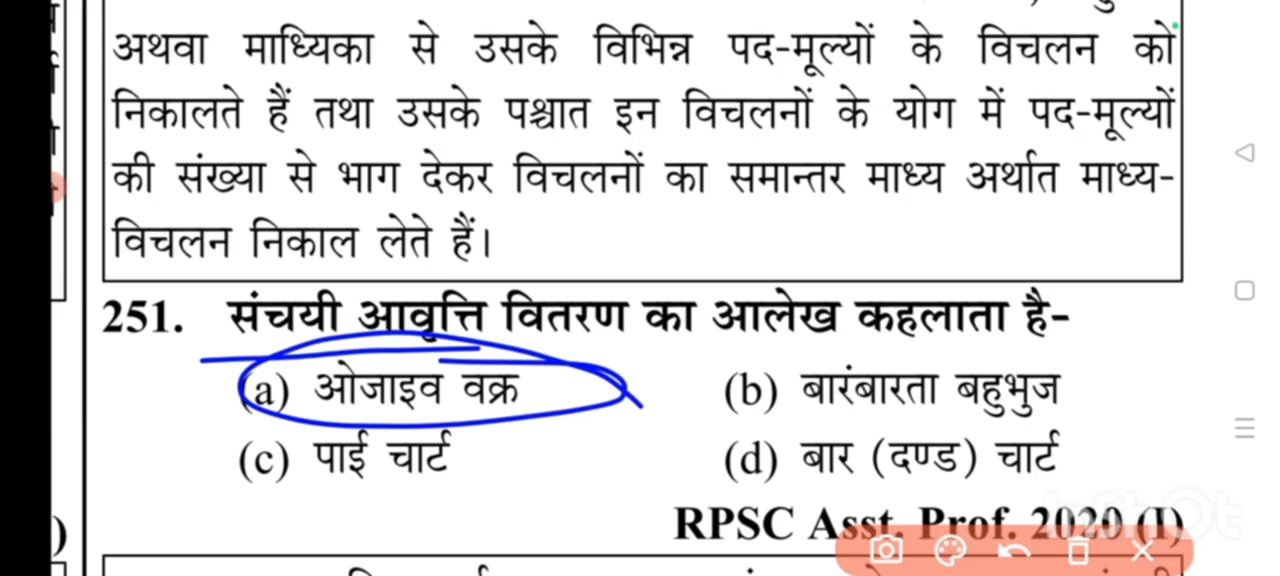 अथवा माध्यिका से उसके विभिन्न पद-मूल्यों के विचलन को
निकालते हैं तथा उसके पश्चात इन विचलनों के योग में पद-मूल्यों
की संख्या से भाग देकर विचलनों का समान्तर माध्य अर्थात माध्य-
विचलन निकाल लेते हैं।
251. संचयी आवृत्ति वितरण का आलेख कहलाता है-
(a) ओजाइव वक्र (b) बारंबारता बहुभुज
(c) पाई चार्ट (d) बार (दण्ड) चार्ट
RPSC Asst. Prof. 2020 (I)